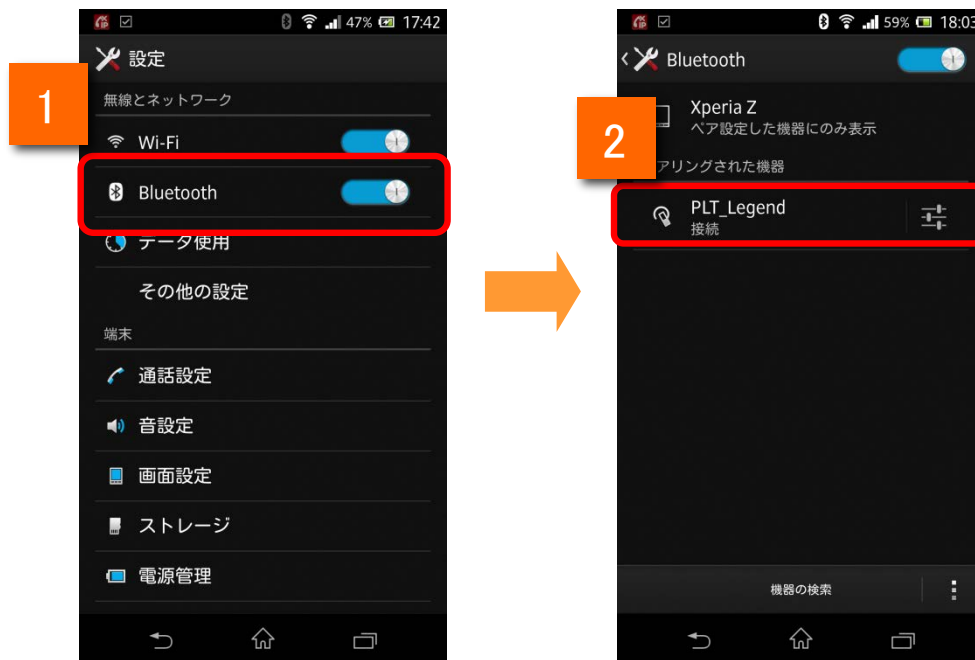 47% 17:42
設定
1
無線とネットワーク
Wi-Fi
Bluetooth
データ使用
その他の設定
端末
通話設定
音設定
画面設定
ストレージ
電源管理
59% 18:03
Bluetooth
2
Xperia Z
ペア設定した機器にのみ表示
アリングされた機器
PLT_Legend
接続
機器の検索